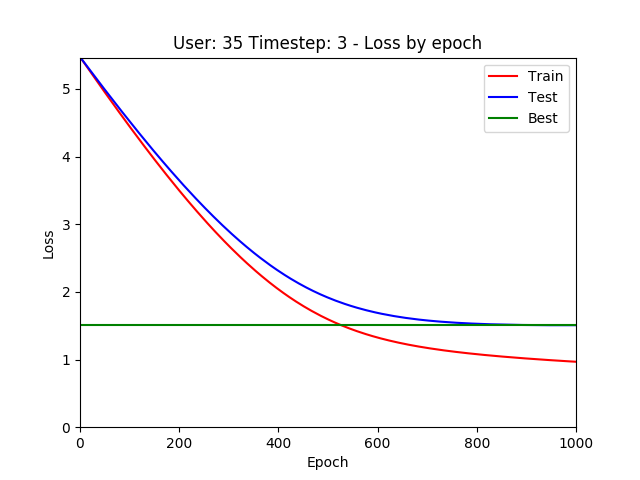 User: 35 Timestep: 3 - Loss by epoch
Train
Test
Best
Loss
5
4
3
2
1
0
0 200 400 600 800 1000
Epoch